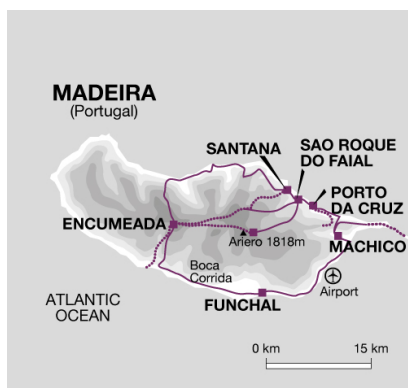 MADEIRA
(Portugal)
SANTANA
SAO ROQUE
DO FAIAL
PORTO
DA CRUZ
ENCUMEADA
Ariero 1818m
MACHICO
Boca
Corrida
Airport
FUNCHAL
ATLANTIC
OCEAN
0 km
15 km